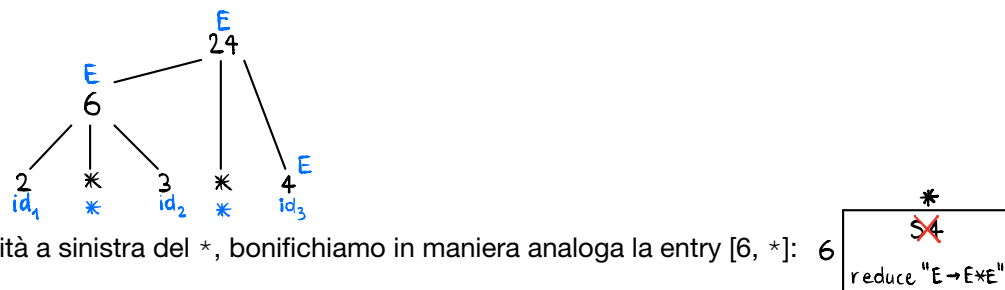 E
24
E
6
E
2 * 3 * 4
id₁ * id₂ * id₃
*
ità a sinistra del *, bonifichiamo in maniera analoga la entry [6, *]: 6
S4
reduce "E→E*E"